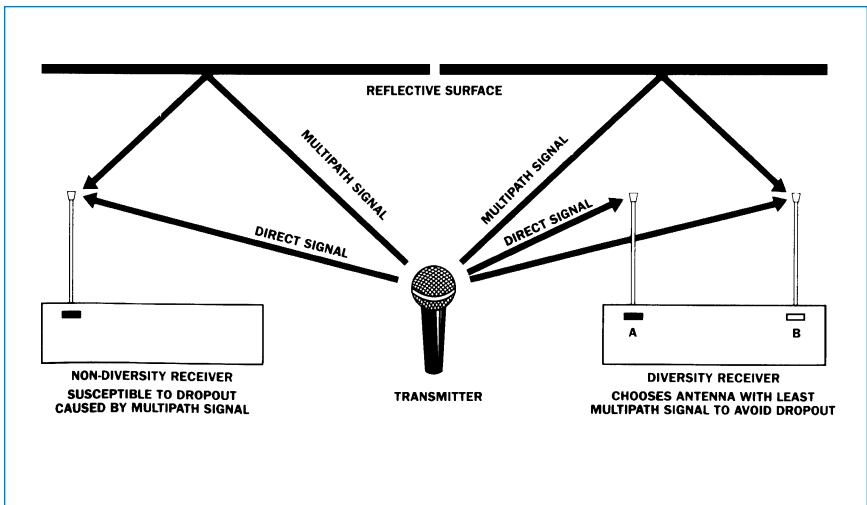 REFLECTIVE SURFACE
MULTIPATH SIGNAL
DIRECT SIGNAL
MULTIPATH SIGNAL
DIRECT SIGNAL
A
B
NON-DIVERSITY RECEIVER
SUSCEPTIBLE TO DROPOUT
CAUSED BY MULTIPATH SIGNAL
TRANSMITTER
DIVERSITY RECEIVER
CHOOSES ANTENNA WITH LEAST
MULTIPATH SIGNAL TO AVOID DROPOUT